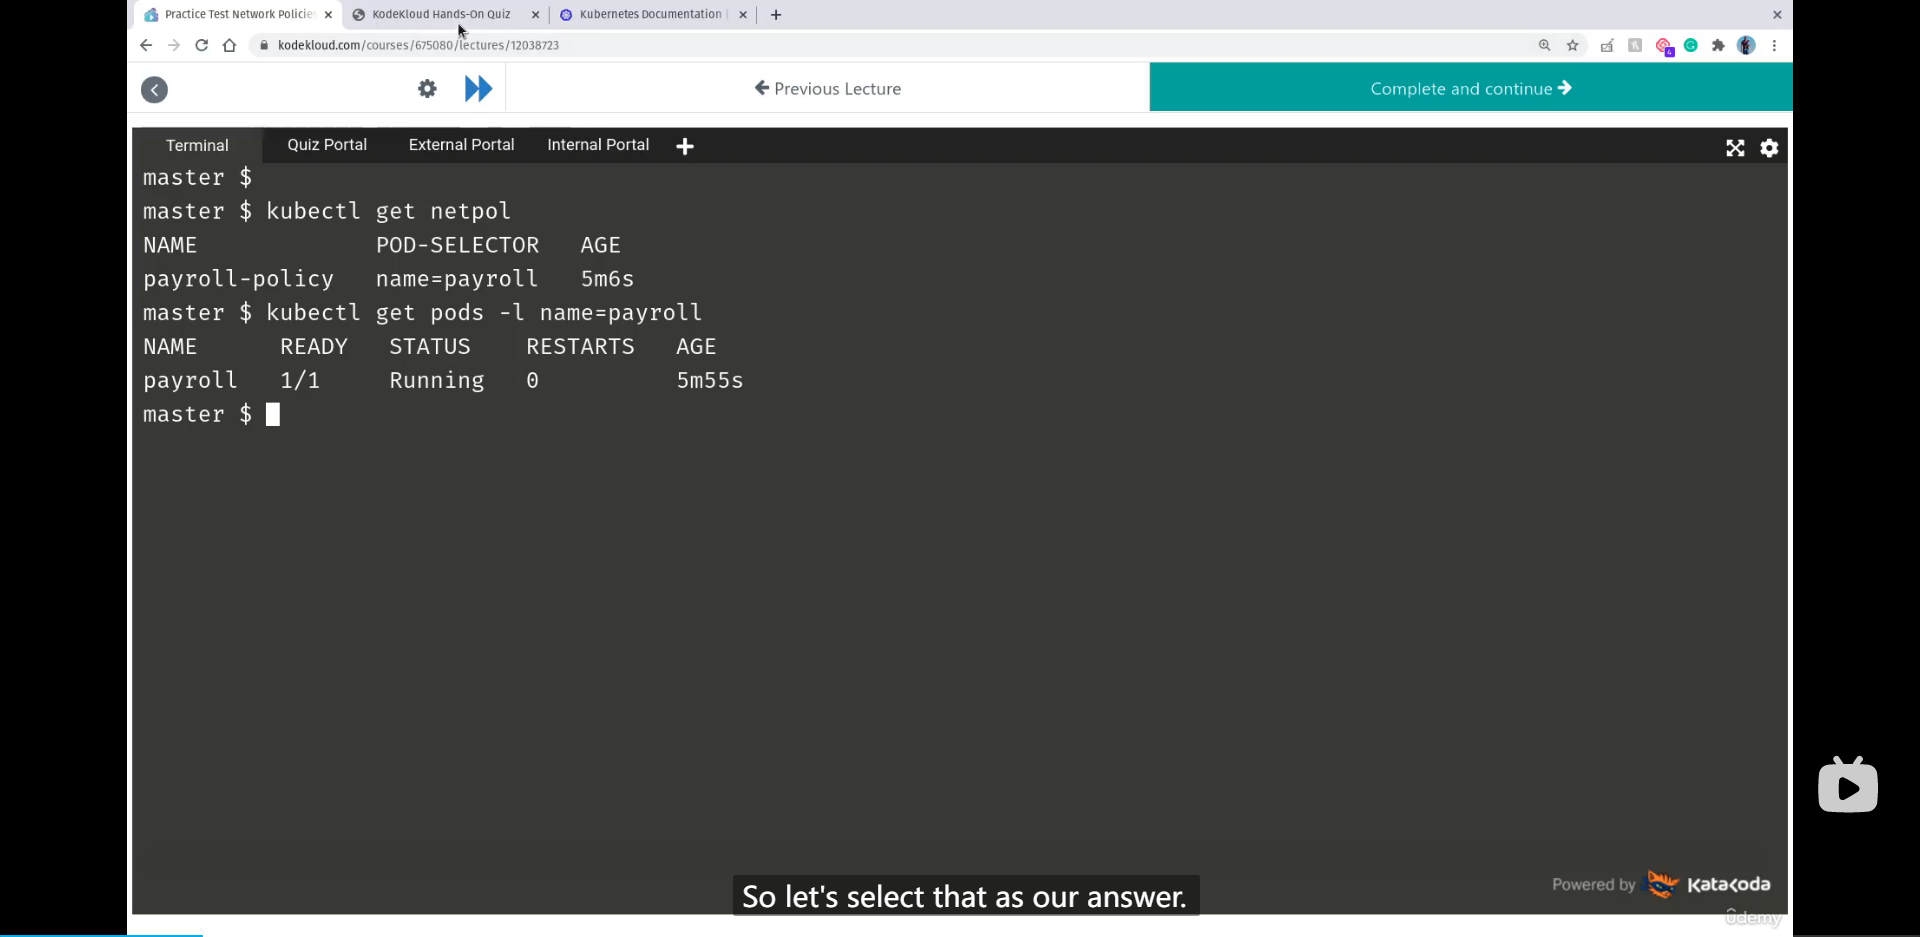 Practice Test Network Policies
KodeKloud Hands-On Quiz
Kubernetes Documentation |
kodekloud.com/courses/675080/lectures/12038723
4
Previous Lecture
Complete and continue
Terminal
Quiz Portal
External Portal
Internal Portal
master $
master $ kubectl get netpol
NAME POD-SELECTOR AGE
payroll-policy name=payroll 5m6s
master $ kubectl get pods -l name=payroll
NAME READY STATUS RESTARTS AGE
payroll 1/1 Running 0 5m55s
master $
So let's select that as our answer.
Powered by Katacoda
Udemy